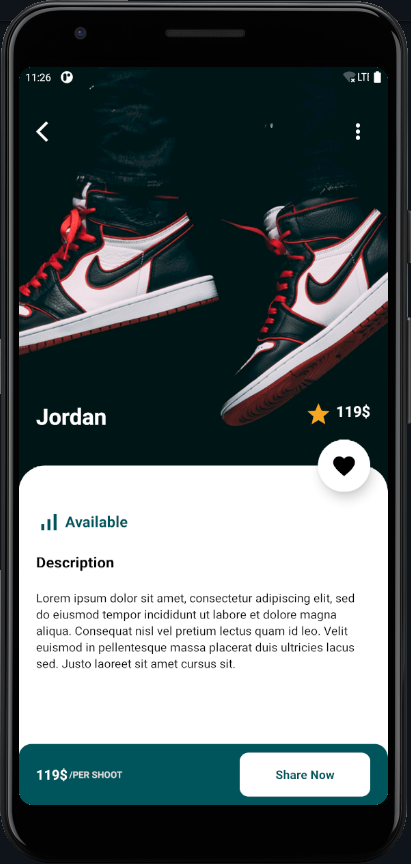 11:26 LTE
Jordan
119$
Available
Description
Lorem ipsum dolor sit amet, consectetur adipiscing elit, sed
do eiusmod tempor incididunt ut labore et dolore magna
aliqua. Consequat nisl vel pretium lectus quam id leo. Velit
euismod in pellentesque massa placerat duis ultricies lacus
sed. Justo laoreet sit amet cursus sit.
119$ /PER SHOOT
Share Now